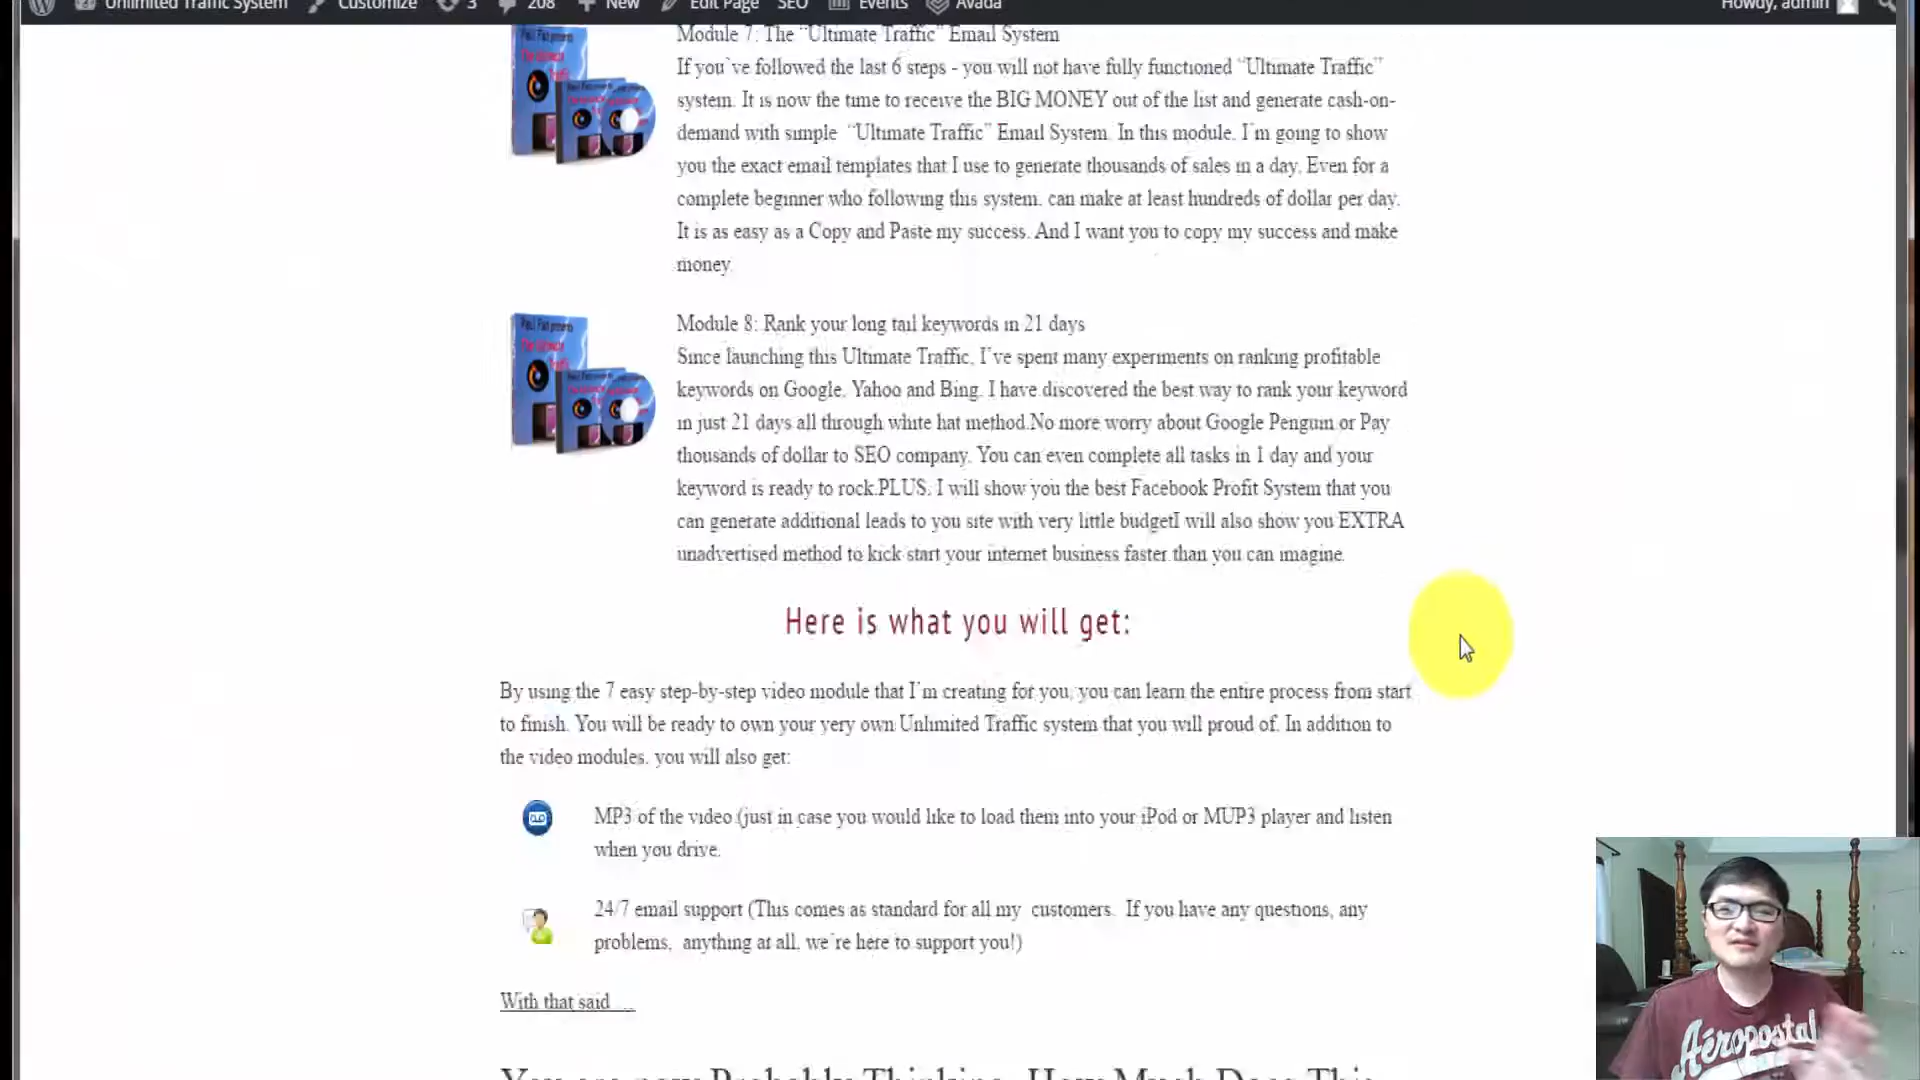 Unlimited Traffic System Customize 3 208 New Edit Page SEO Events Avada Howdy, admin
Module 7: The “Ultimate Traffic” Email System
If you`ve followed the last 6 steps - you will not have fully functioned “Ultimate Traffic”
system. It is now the time to receive the BIG MONEY out of the list and generate cash-on-
demand with simple “Ultimate Traffic” Email System. In this module, I`m going to show
you the exact email templates that I use to generate thousands of sales in a day. Even for a
complete beginner who following this system, can make at least hundreds of dollar per day.
It is as easy as a Copy and Paste my success. And I want you to copy my success and make
money.
Module 8: Rank your long tail keywords in 21 days
Since launching this Ultimate Traffic, I`ve spent many experiments on ranking profitable
keywords on Google, Yahoo and Bing. I have discovered the best way to rank your keyword
in just 21 days all through white hat method.No more worry about Google Penguin or Pay
thousands of dollar to SEO company. You can even complete all tasks in 1 day and your
keyword is ready to rock.PLUS, I will show you the best Facebook Profit System that you
can generate additional leads to you site with very little budgetI will also show you EXTRA
unadvertised method to kick start your internet business faster than you can imagine.
Here is what you will get:
By using the 7 easy step-by-step video module that I`m creating for you, you can learn the entire process from start
to finish. You will be ready to own your very own Unlimited Traffic system that you will proud of. In addition to
the video modules, you will also get:
MP3 of the video (just in case you would like to load them into your iPod or MUP3 player and listen
when you drive.
24/7 email support (This comes as standard for all my customers. If you have any questions, any
problems, anything at all, we`re here to support you!)
With that said
You are now Probably Thinking, How Much Does This
Aéropostal